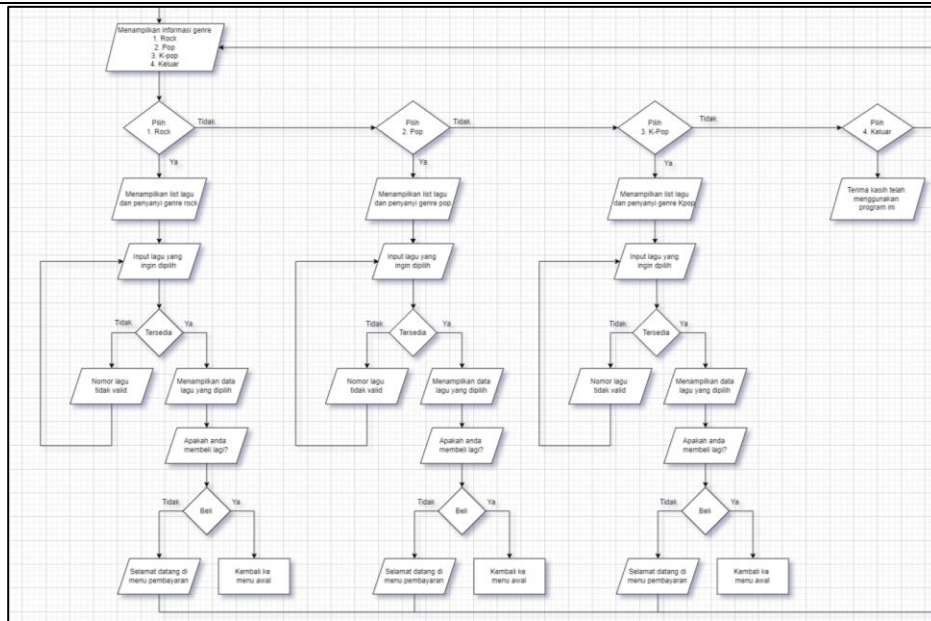 Menampilkan informasi genre
1. Rock
2. Pop
3. K-pop
4. Keluar
Pilih
1. Rock
Tidak
Ya
Pilih
2. Pop
Tidak
Ya
Pilih
3. K-Pop
Tidak
Ya
Pilih
4. Keluar
Menampilkan list lagu
dan penyanyi genre rock
Menampilkan list lagu
dan penyanyi genre pop
Menampilkan list lagu
dan penyanyi genre Kpop
Terima kasih telah
menggunakan
program ini
Input lagu yang
ingin dipilih
Input lagu yang
ingin dipilih
Input lagu yang
ingin dpilih
Tidak
Tersedia
Ya
Tidak
Tersedia
Ya
Tidak
Tersedia
Ya
Nomor lagu
tidak valid
Menampilkan data
lagu yang dipilih
Nomor lagu
tidak valid
Menampilkan data
lagu yang dipilih
Nomor lagu
tidak valid
Menampilkan data
lagu yang dipilih
Apakah anda
membeli lagi?
Apakah anda
membeli lagi?
Apakah anda
membeli lagi?
Tidak
Beli
Ya
Tidak
Beli
Ya
Tidak
Beli
Ya
Selamat datang di
menu pembayaran
Kembali ke
menu awal
Selamat datang di
menu pembayaran
Kembali ke
menu awal
Selamat datang di
menu pembayaran
Kembali ke
menu awal